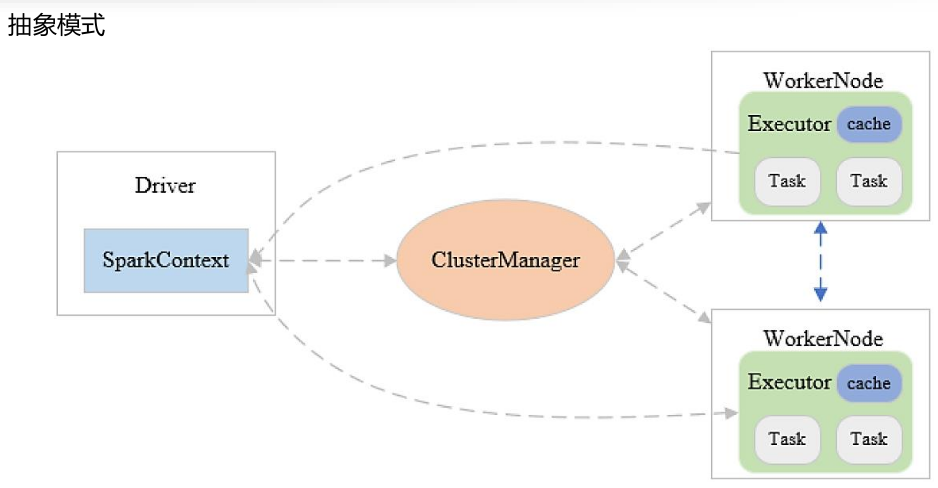 抽象模式
Driver
SparkContext
ClusterManager
WorkerNode
Executor cache
Task Task
WorkerNode
Executor cache
Task Task